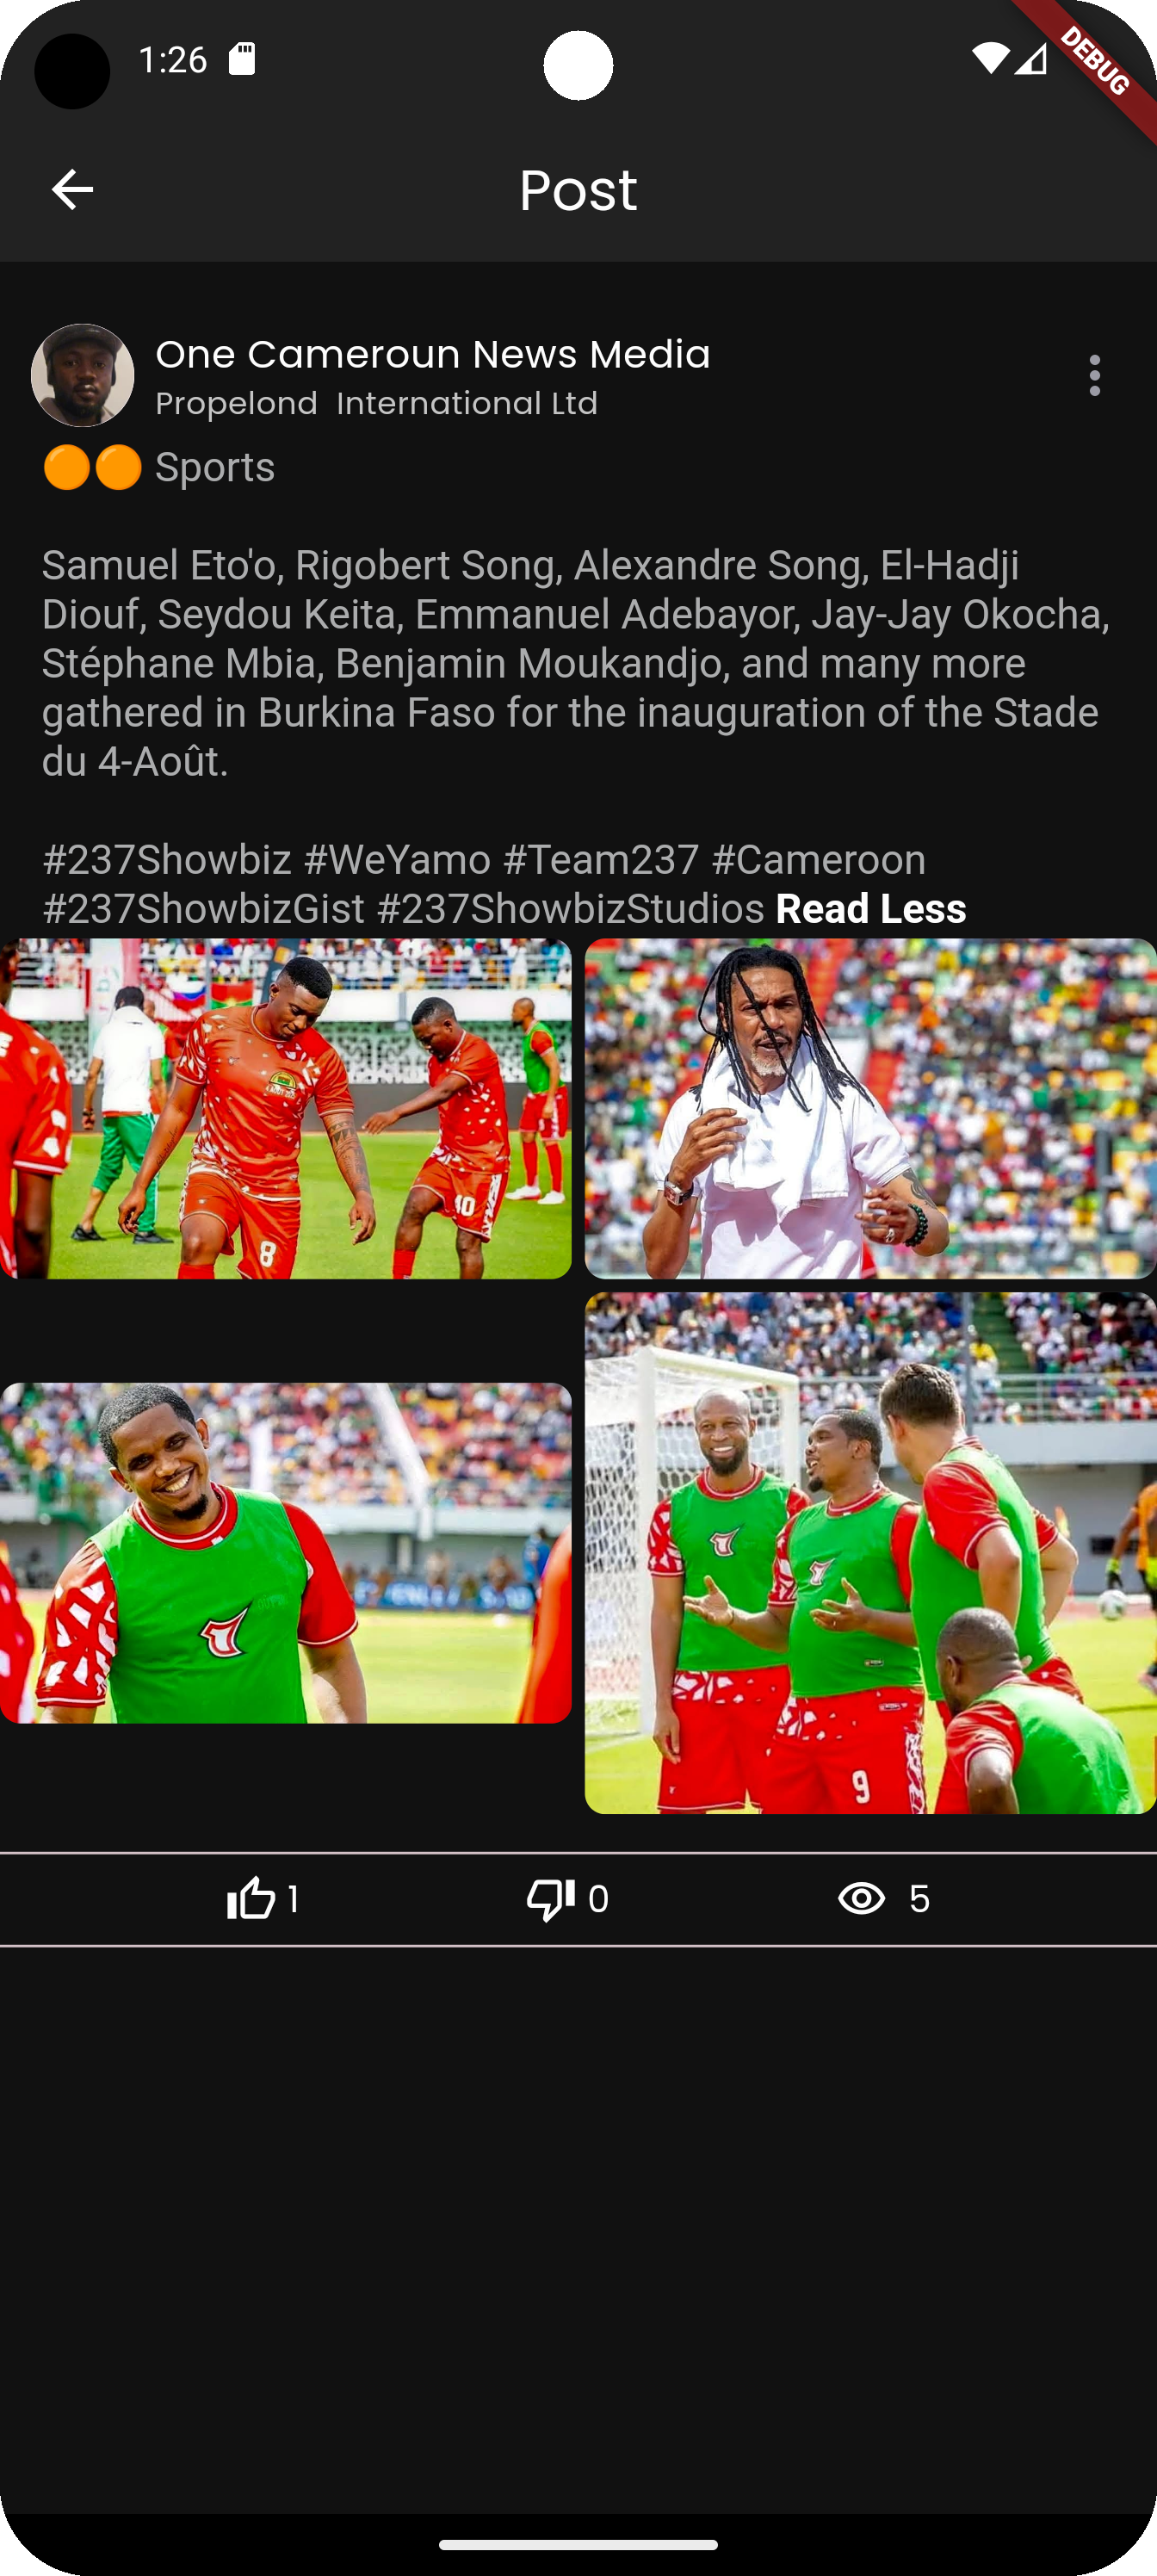 1:26
DEBUG
Post
One Cameroun News Media
Propelond  International Ltd
🟠🟠 Sports
Samuel Eto'o, Rigobert Song, Alexandre Song, El-Hadji
Diouf, Seydou Keita, Emmanuel Adebayor, Jay-Jay Okocha,
Stéphane Mbia, Benjamin Moukandjo, and many more
gathered in Burkina Faso for the inauguration of the Stade
du 4-Août.
#237Showbiz #WeYamo #Team237 #Cameroon
#237ShowbizGist #237ShowbizStudios Read Less
8
10
9
1
0
5